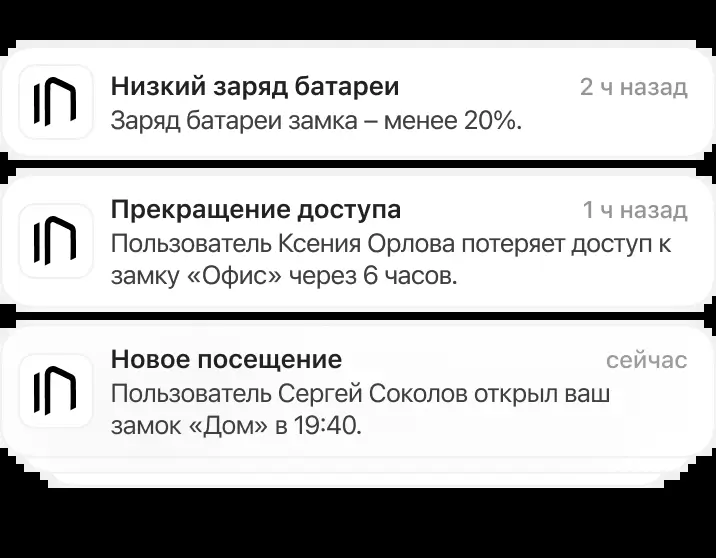 Низкий заряд батареи 2 ч назад
Заряд батареи замка – менее 20%.
Прекращение доступа 1 ч назад
Пользователь Ксения Орлова потеряет доступ к
замку «Офис» через 6 часов.
Новое посещение сейчас
Пользователь Сергей Соколов открыл ваш
замок «Дом» в 19:40.